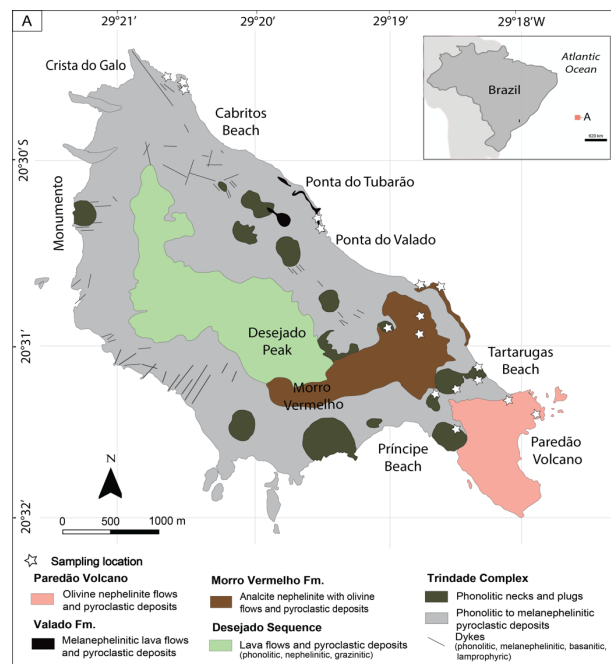 A
29°21'
29°20'
29°19'
29°18'W
Crista do Galo
Cabritos
Beach
Atlantic
Ocean
Brazil
A
620 km
20°30' S
Ponta do Tubarão
Monumento
Ponta do Valado
20°31'
Desejado
Peak
Tartarugas
Beach
Morro
Vermelho
Príncipe
Beach
Paredão
Volcano
N
20°32'
0 500 1000 m
Sampling location
Paredão Volcano
Olivine nephelinite flows
and pyroclastic deposits
Valado Fm.
Melanephelinitic lava flows
and pyroclastic deposits
Morro Vermelho Fm.
Analcite nephelinite with olivine
flows and pyroclastic deposits
Desejado Sequence
Lava flows and pyroclastic deposits
(phonolitic, nephelinitic, grazinitic)
Trindade Complex
Phonolitic necks and plugs
Phonolitic to melanephelinitic
pyroclastic deposits
Dykes
(phonolitic, melanephelinitic, basanitic,
lamprophyric)